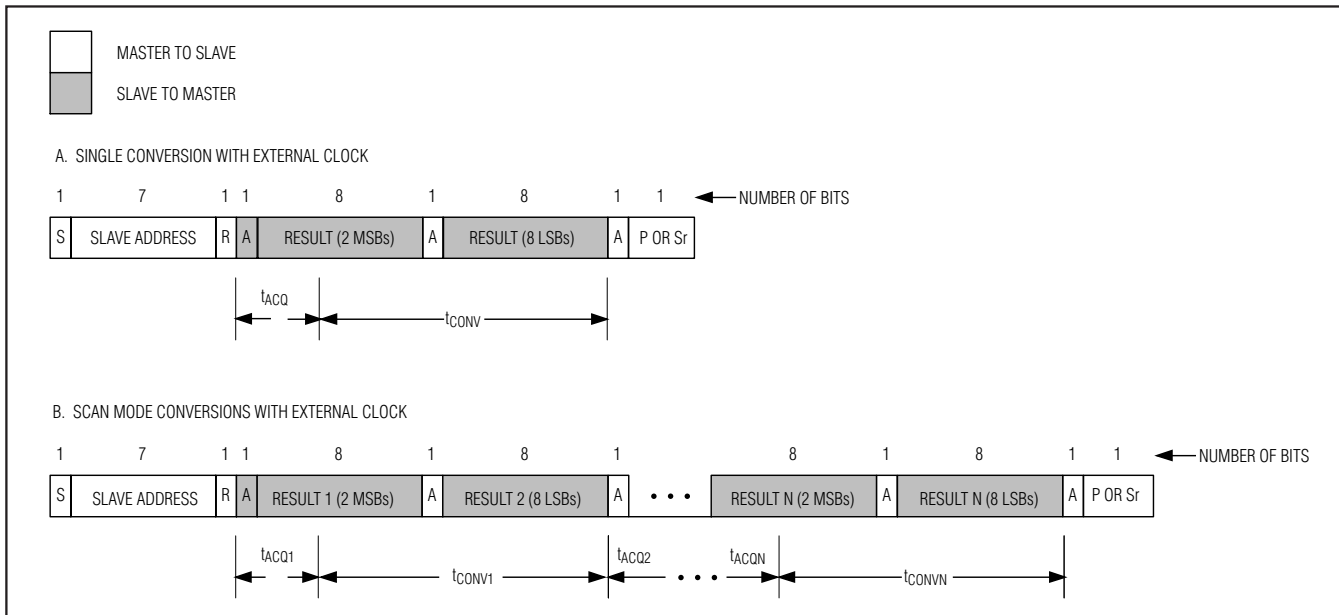 MASTER TO SLAVE
SLAVE TO MASTER
A. SINGLE CONVERSION WITH EXTERNAL CLOCK
1 7 1 1 8 1 8 1 1 NUMBER OF BITS
S SLAVE ADDRESS R A RESULT (2 MSBs) A RESULT (8 LSBs) A P OR Sr
tACQ
tCONV
B. SCAN MODE CONVERSIONS WITH EXTERNAL CLOCK
1 7 1 1 8 1 8 1 8 1 8 1 1 NUMBER OF BITS
S SLAVE ADDRESS R A RESULT 1 (2 MSBs) A RESULT 2 (8 LSBs) A • • • RESULT N (2 MSBs) A RESULT N (8 LSBs) A P OR Sr
tACQ1 tACQ2 tACQN
tCONV1 • • • tCONVN